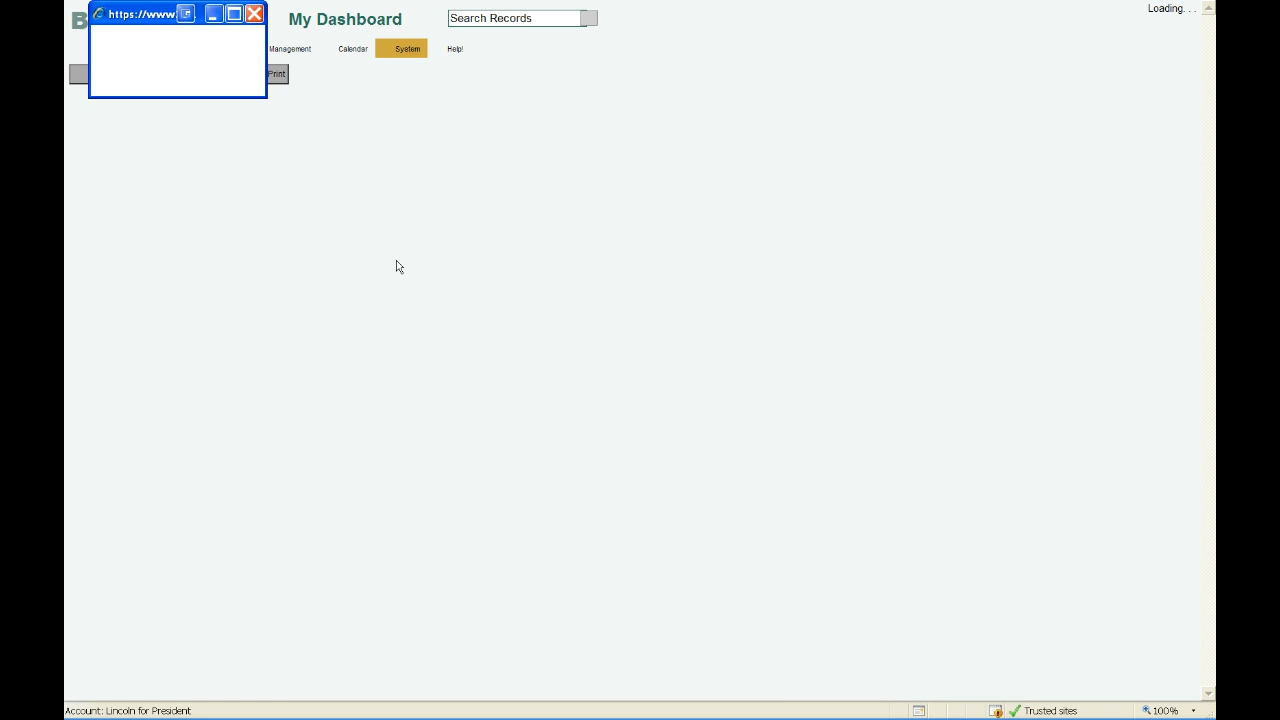 Loading. . .
https://www.
B
My Dashboard
Search Records
Management
Calendar
System
Help!
Print
Account: Lincoln for President
Trusted sites
100%